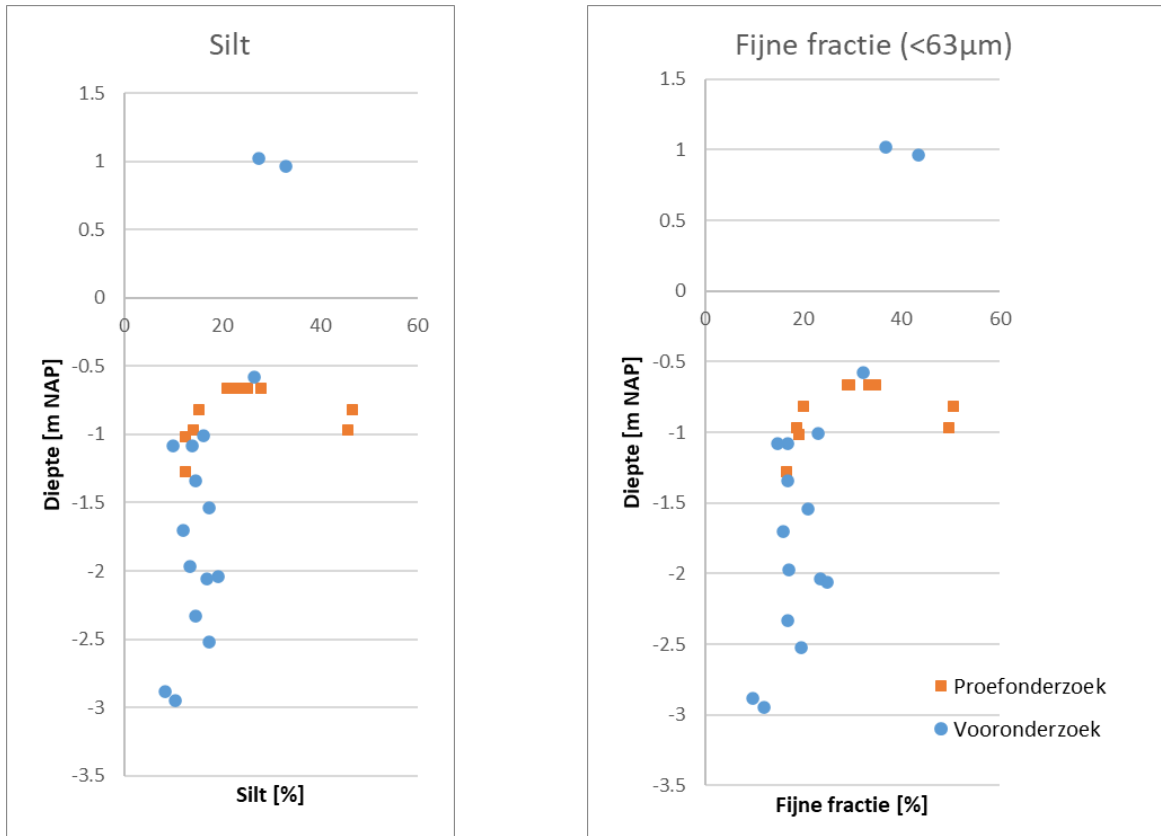 Silt
1.5
1
0.5
0
0 20 40 60
-0.5
-1
-1.5
-2
-2.5
-3
-3.5
Diepte [m NAP]
Silt [%]
Fijne fractie (<63µm)
1.5
1
0.5
0
0 20 40 60
-0.5
-1
-1.5
-2
-2.5
-3
-3.5
Diepte [m NAP]
Proefonderzoek
Vooronderzoek
Fijne fractie [%]